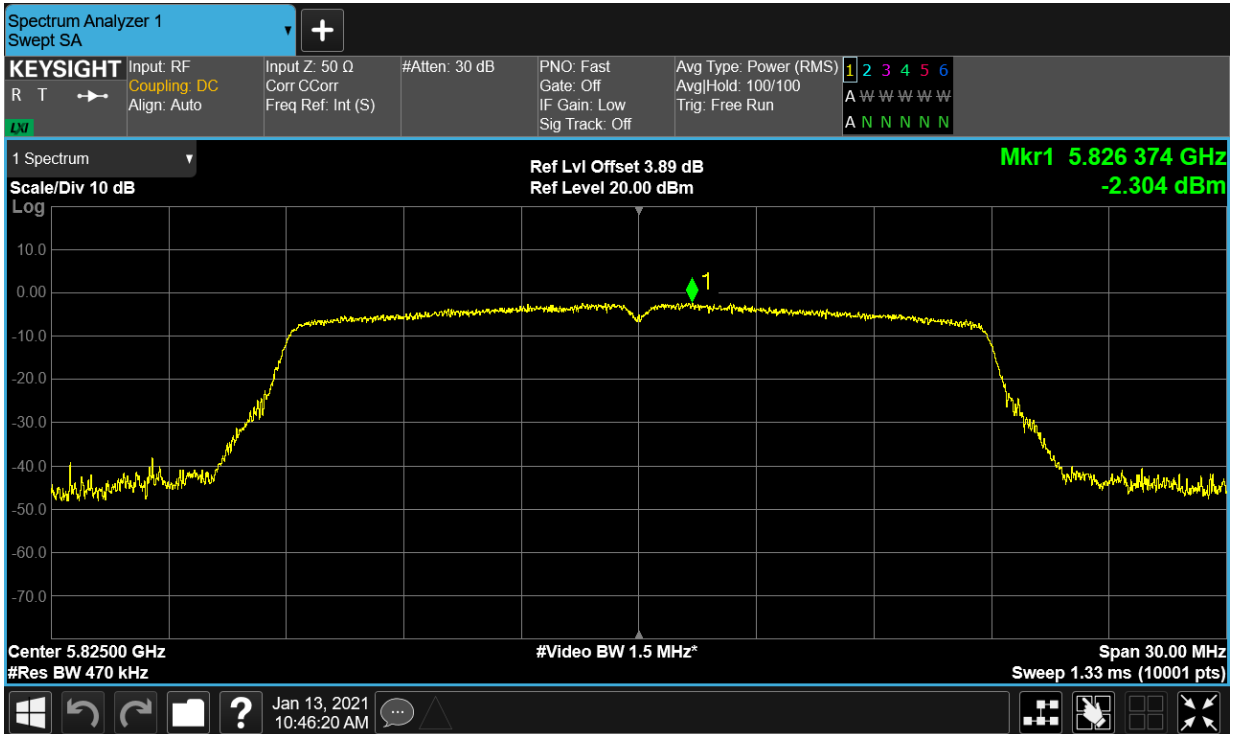 Spectrum Analyzer 1
Swept SA
+
KEYSIGHT
R T
LXI
Input: RF
Coupling: DC
Align: Auto
Input Z: 50 Ω
Corr CCorr
Freq Ref: Int (S)
#Atten: 30 dB
PNO: Fast
Gate: Off
IF Gain: Low
Sig Track: Off
Avg Type: Power (RMS)
Avg|Hold: 100/100
Trig: Free Run
1 2 3 4 5 6
A W W W W W
A N N N N N
1 Spectrum
Scale/Div 10 dB
Log
Ref Lvl Offset 3.89 dB
Ref Level 20.00 dBm
Mkr1 5.826 374 GHz
-2.304 dBm
1
10.0
0.00
-10.0
-20.0
-30.0
-40.0
-50.0
-60.0
-70.0
Center 5.82500 GHz
#Res BW 470 kHz
#Video BW 1.5 MHz*
Span 30.00 MHz
Sweep 1.33 ms (10001 pts)
?
Jan 13, 2021
10:46:20 AM